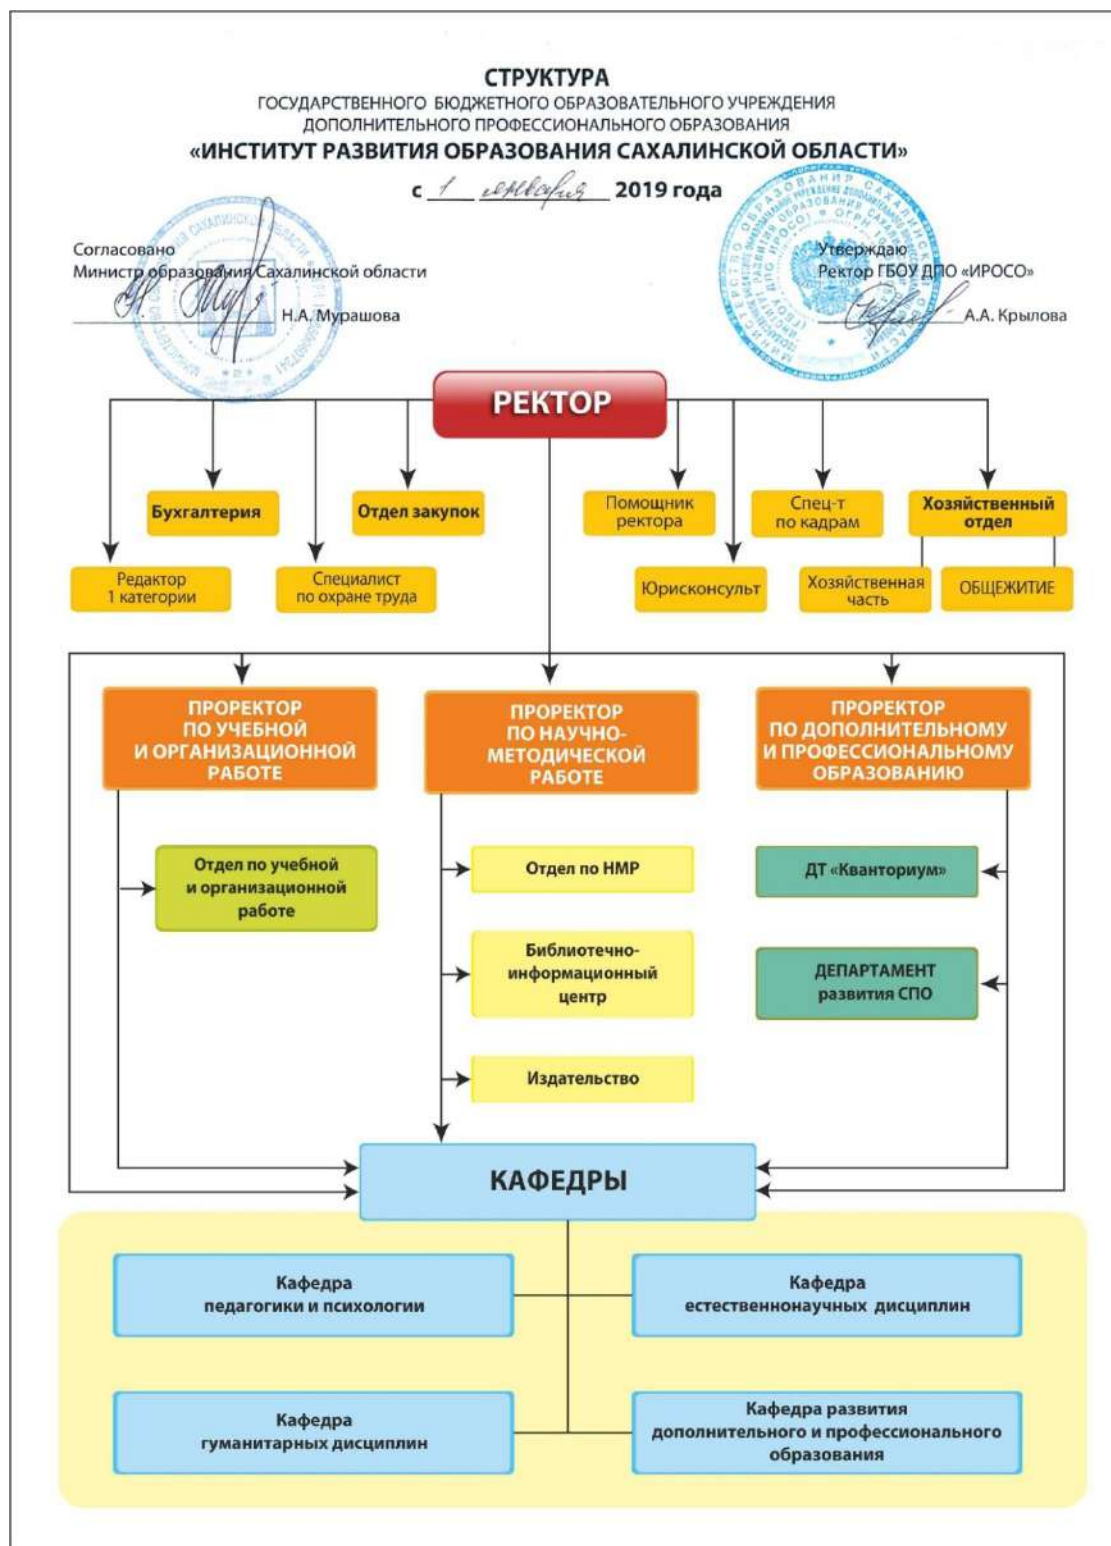 СТРУКТУРА
ГОСУДАРСТВЕННОГО БЮДЖЕТНОГО ОБРАЗОВАТЕЛЬНОГО УЧРЕЖДЕНИЯ
ДОПОЛНИТЕЛЬНОГО ПРОФЕССИОНАЛЬНОГО ОБРАЗОВАНИЯ
«ИНСТИТУТ РАЗВИТИЯ ОБРАЗОВАНИЯ САХАЛИНСКОЙ ОБЛАСТИ»
с 1 января 2019 года
Согласовано
Министр образования Сахалинской области
Н.А. Мурашова
Утверждаю
Ректор ГБОУ ДПО «ИРОСО»
А.А. Крылова
РЕКТОР
Бухгалтерия
Отдел закупок
Помощник
ректора
Спец-т
по кадрам
Хозяйственный
отдел
Редактор
1 категории
Специалист
по охране труда
Юрисконсульт
Хозяйственная
часть
ОБЩЕЖИТИЕ
ПРОРЕКТОР
ПО УЧЕБНОЙ
И ОРГАНИЗАЦИОННОЙ
РАБОТЕ
ПРОРЕКТОР
ПО НАУЧНО-
МЕТОДИЧЕСКОЙ
РАБОТЕ
ПРОРЕКТОР
ПО ДОПОЛНИТЕЛЬНОМУ
И ПРОФЕССИОНАЛЬНОМУ
ОБРАЗОВАНИЮ
Отдел по учебной
и организационной
работе
Отдел по НМР
Библиотечно-
информационный
центр
Издательство
ДТ «Кванториум»
ДЕПАРТАМЕНТ
развития СПО
КАФЕДРЫ
Кафедра
педагогики и психологии
Кафедра
естественнонаучных дисциплин
Кафедра
гуманитарных дисциплин
Кафедра развития
дополнительного и профессионального
образования